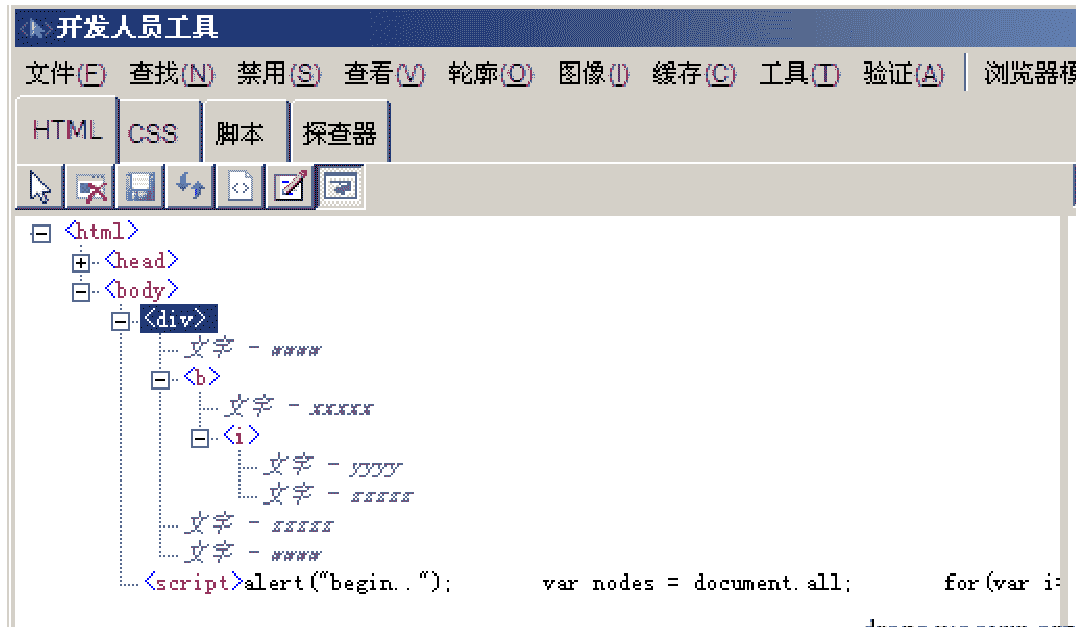 开发人员工具
文件(F) 查找(N) 禁用(S) 查看(V) 轮廓(O) 图像(I) 缓存(C) 工具(T) 验证(A) 浏览器模
HTML CSS 脚本 探查器
<html>
<head>
<body>
<div>
文字 - wwww
<b>
文字 - xxxxx
<i>
文字 - yyyy
文字 - zzzzz
文字 - zzzzz
文字 - wwww
<script>alert("begin.."); var nodes = document.all; for(var i=